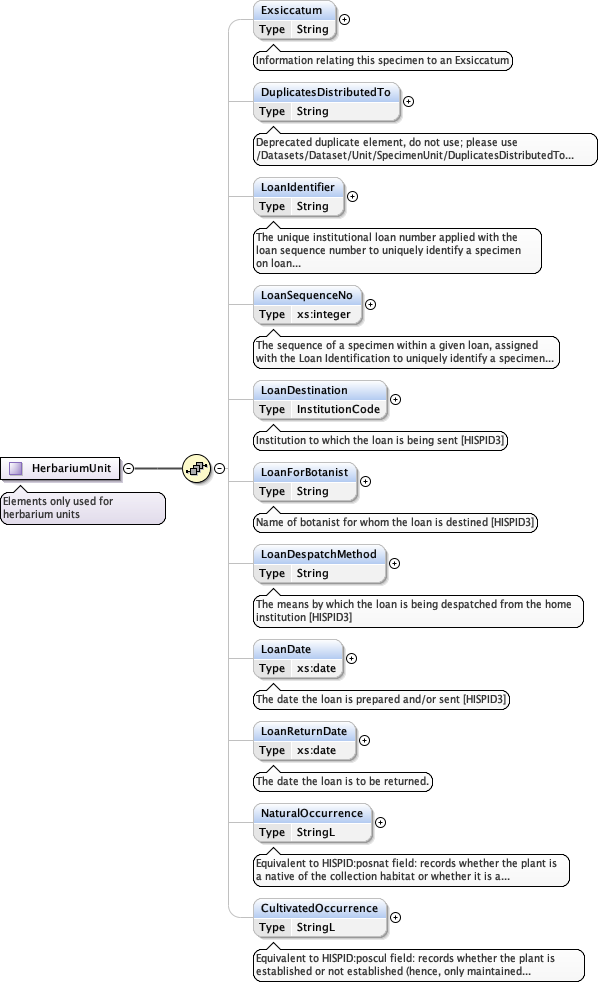 Exsiccatum
Type String
Information relating this specimen to an Exsiccatum
DuplicatesDistributedTo
Type String
Deprecated duplicate element, do not use; please use
/Datasets/Dataset/Unit/SpecimenUnit/DuplicatesDistributedTo...
LoanIdentifier
Type String
The unique institutional loan number applied with the
loan sequence number to uniquely identify a specimen
on loan...
LoanSequenceNo
Type xs:integer
The sequence of a specimen within a given loan, assigned
with the Loan Identification to uniquely identify a specimen...
LoanDestination
Type InstitutionCode
Institution to which the loan is being sent [HISPID3]
HerbariumUnit
Elements only used for
herbarium units
LoanForBotanist
Type String
Name of botanist for whom the loan is destined [HISPID3]
LoanDespatchMethod
Type String
The means by which the loan is being despatched from the home
institution [HISPID3]
LoanDate
Type xs:date
The date the loan is prepared and/or sent [HISPID3]
LoanReturnDate
Type xs:date
The date the loan is to be returned.
NaturalOccurrence
Type StringL
Equivalent to HISPID:posnat field: records whether the plant is
a native of the collection habitat or whether it is a...
CultivatedOccurrence
Type StringL
Equivalent to HISPID:poscul field: records whether the plant is
established or not established (hence, only maintained...